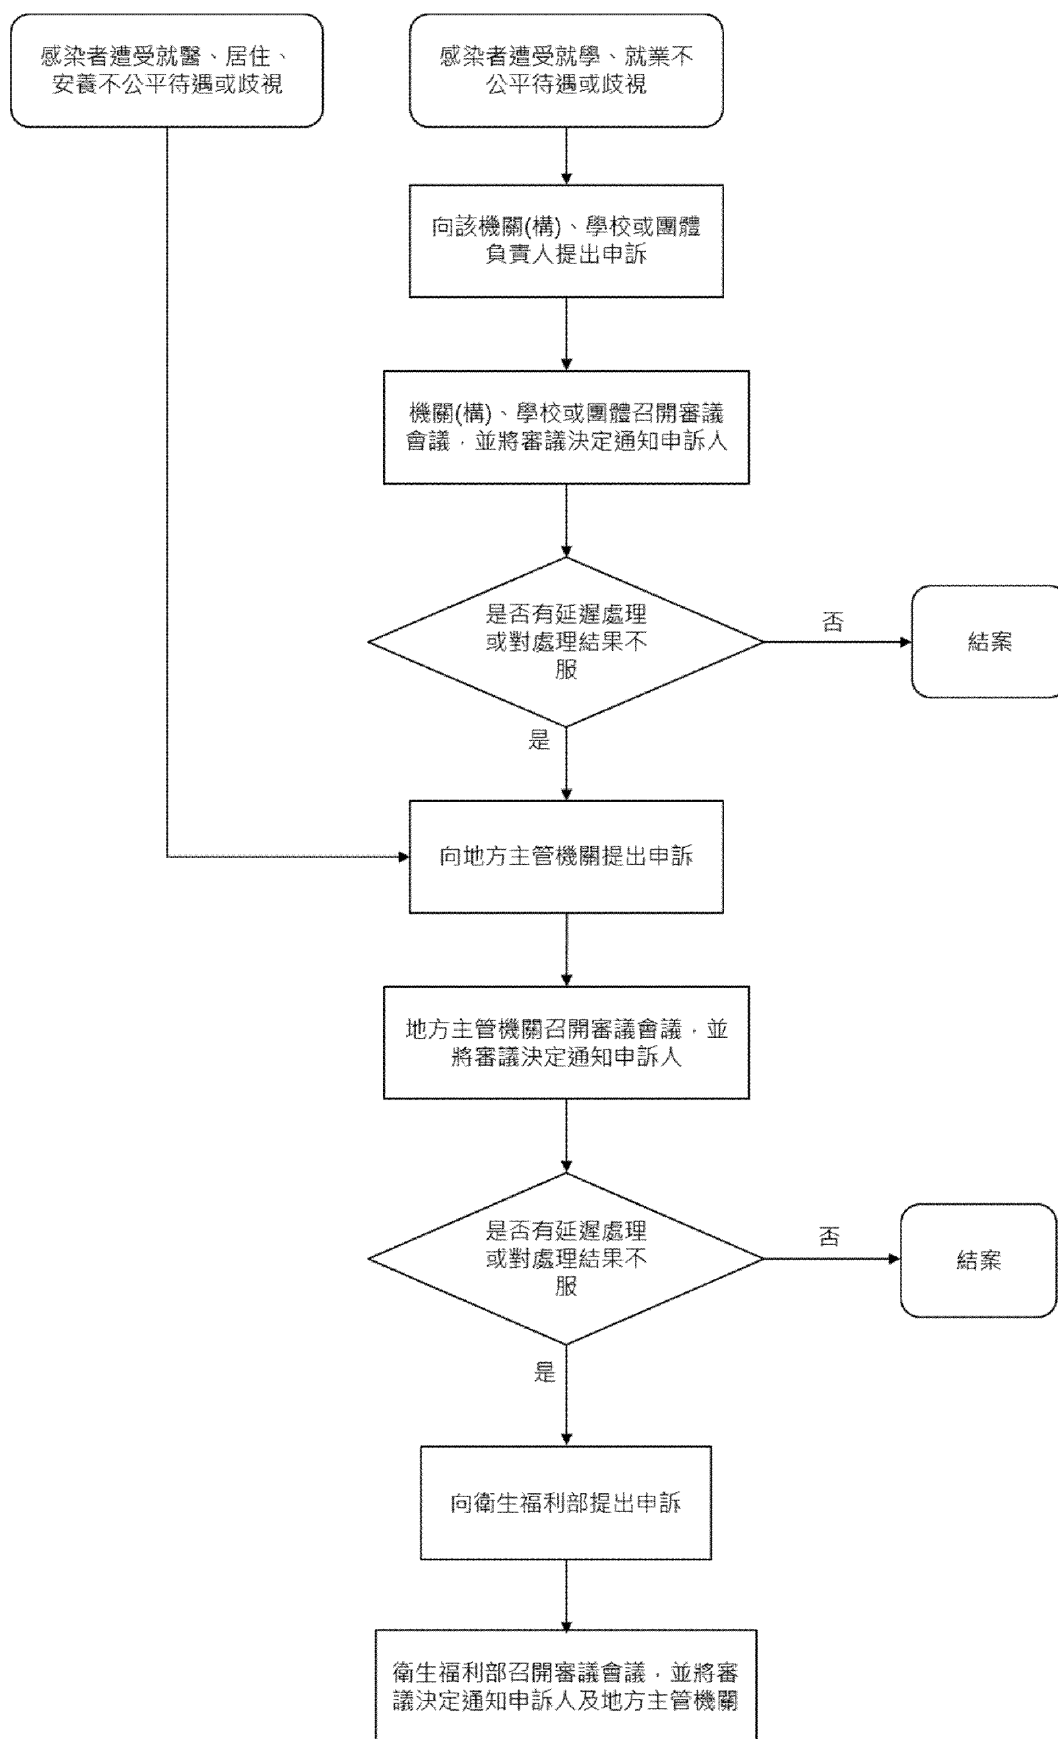 感染者遭受就醫、居住、
安養不公平待遇或歧視
感染者遭受就學、就業不
公平待遇或歧視
向該機關(構)、學校或團體
負責人提出申訴
機關(構)、學校或團體召開審議
會議，並將審議決定通知申訴人
是否有延遲處理
或對處理結果不
服
否
結案
是
向地方主管機關提出申訴
地方主管機關召開審議會議，並
將審議決定通知申訴人
是否有延遲處理
或對處理結果不
服
否
結案
是
向衛生福利部提出申訴
衛生福利部召開審議會議，並將審
議決定通知申訴人及地方主管機關